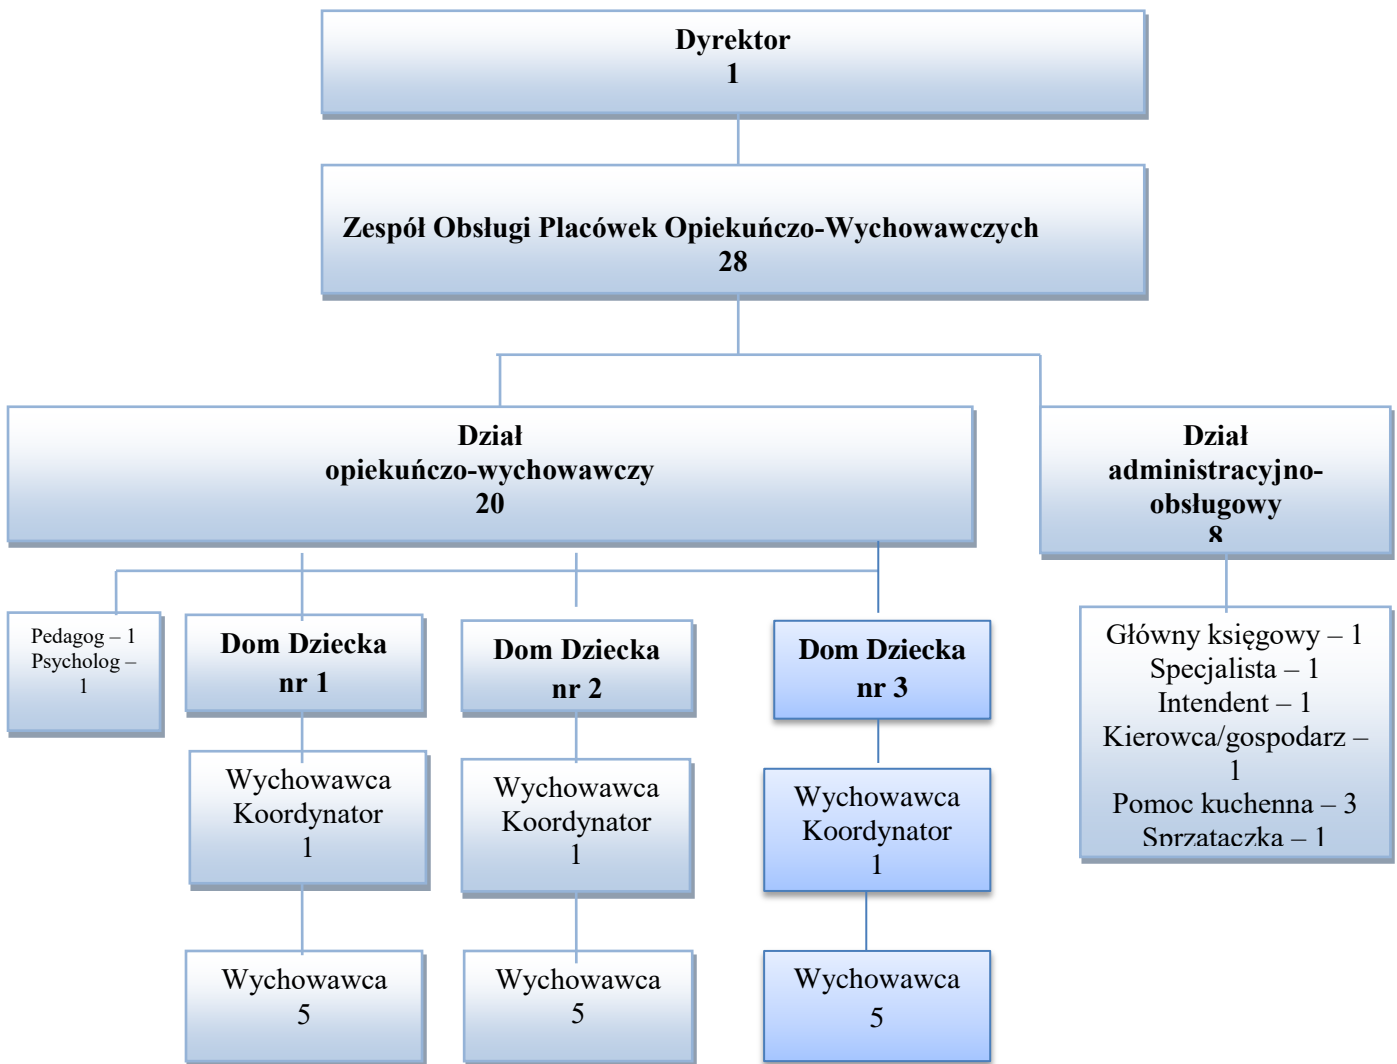 Dyrektor
1
Zespół Obsługi Placówek Opiekuńczo-Wychowawczych
28
Dział
opiekuńczo-wychowawczy
20
Dział
administracyjno-
obsługowy
8
Pedagog – 1
Psycholog –
1
Dom Dziecka
nr 1
Dom Dziecka
nr 2
Dom Dziecka
nr 3
Główny księgowy – 1
Specjalista – 1
Intendent – 1
Kierowca/gospodarz –
1
Pomoc kuchenna – 3
Sprzątaczka – 1
Wychowawca
Koordynator
1
Wychowawca
Koordynator
1
Wychowawca
Koordynator
1
Wychowawca
5
Wychowawca
5
Wychowawca
5